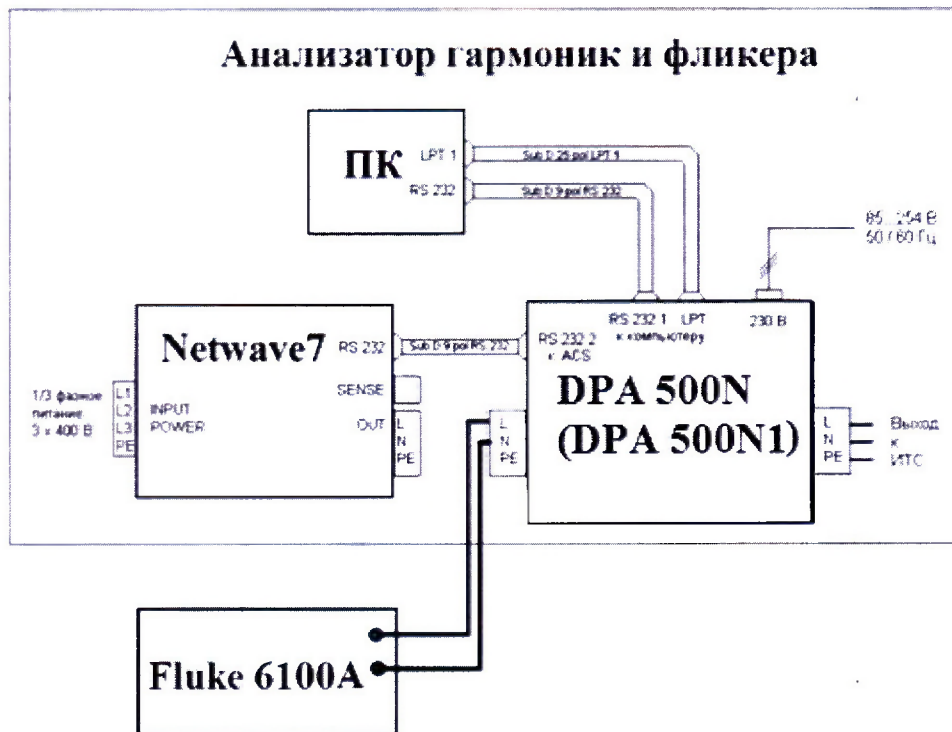 Анализатор гармоник и фликера
ПК
LPT 1
RS 232
Sub D 25 pol LPT 1
Sub D 9 pol RS 232
85...254 В
50 / 60 Гц
Netwave7
RS 232
Sub D 9 pol RS 232
SENSE
OUT
L
N
PE
1/3 фазное
питание
3 x 400 В
L1
L2
L3
PE
INPUT
POWER
RS 232 1 LPT
к компьютеру
230 В
RS 232 2
к ACS
DPA 500N
(DPA 500N1)
L
N
PE
L
N
PE
Выход
к
ИТС
Fluke 6100A